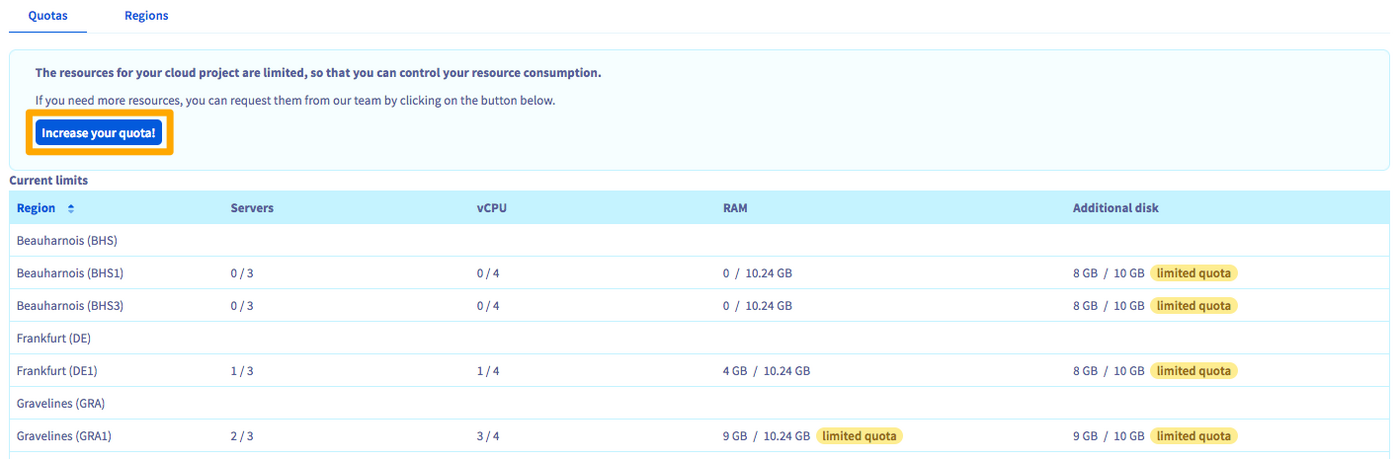 Quotas Regions
The resources for your cloud project are limited, so that you can control your resource consumption.
If you need more resources, you can request them from our team by clicking on the button below.
Increase your quota!
Current limits
Region Servers vCPU RAM Additional disk
Beauharnois (BHS)
Beauharnois (BHS1) 0 / 3 0 / 4 0 / 10.24 GB 8 GB / 10 GB limited quota
Beauharnois (BHS3) 0 / 3 0 / 4 0 / 10.24 GB 8 GB / 10 GB limited quota
Frankfurt (DE)
Frankfurt (DE1) 1 / 3 1 / 4 4 GB / 10.24 GB 8 GB / 10 GB limited quota
Gravelines (GRA)
Gravelines (GRA1) 2 / 3 3 / 4 9 GB / 10.24 GB limited quota 9 GB / 10 GB limited quota